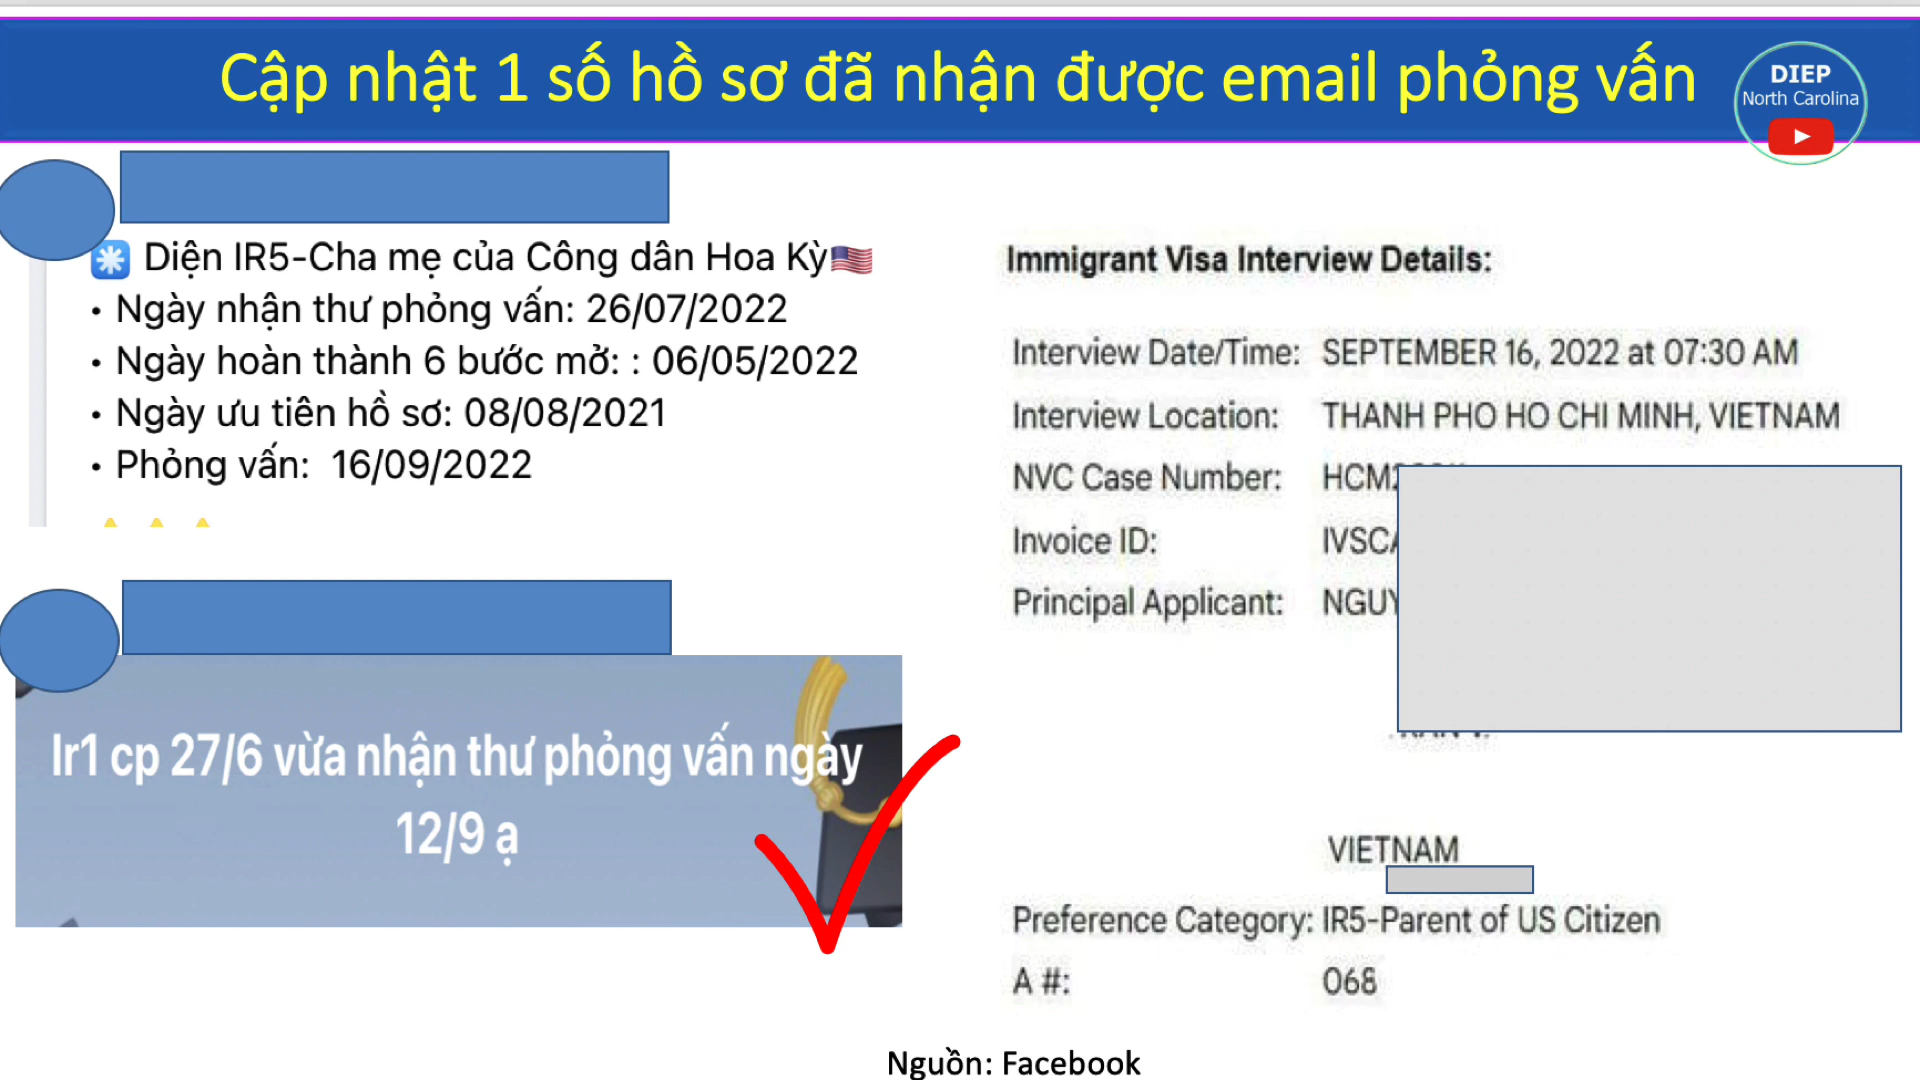 Cập nhật 1 số hồ sơ đã nhận được email phỏng vấn
DIEP
North Carolina
Diện IR5-Cha mẹ của Công dân Hoa Kỳ
• Ngày nhận thư phỏng vấn: 26/07/2022
• Ngày hoàn thành 6 bước mở: : 06/05/2022
• Ngày ưu tiên hồ sơ: 08/08/2021
• Phỏng vấn: 16/09/2022
Ir1 cp 27/6 vừa nhận thư phỏng vấn ngày
12/9 ạ
Immigrant Visa Interview Details:
Interview Date/Time: SEPTEMBER 16, 2022 at 07:30 AM
Interview Location: THANH PHO HO CHI MINH, VIETNAM
NVC Case Number: HCM
Invoice ID: IVSCA
Principal Applicant: NGUY
VIETNAM
Preference Category: IR5-Parent of US Citizen
A #: 068
Nguồn: Facebook